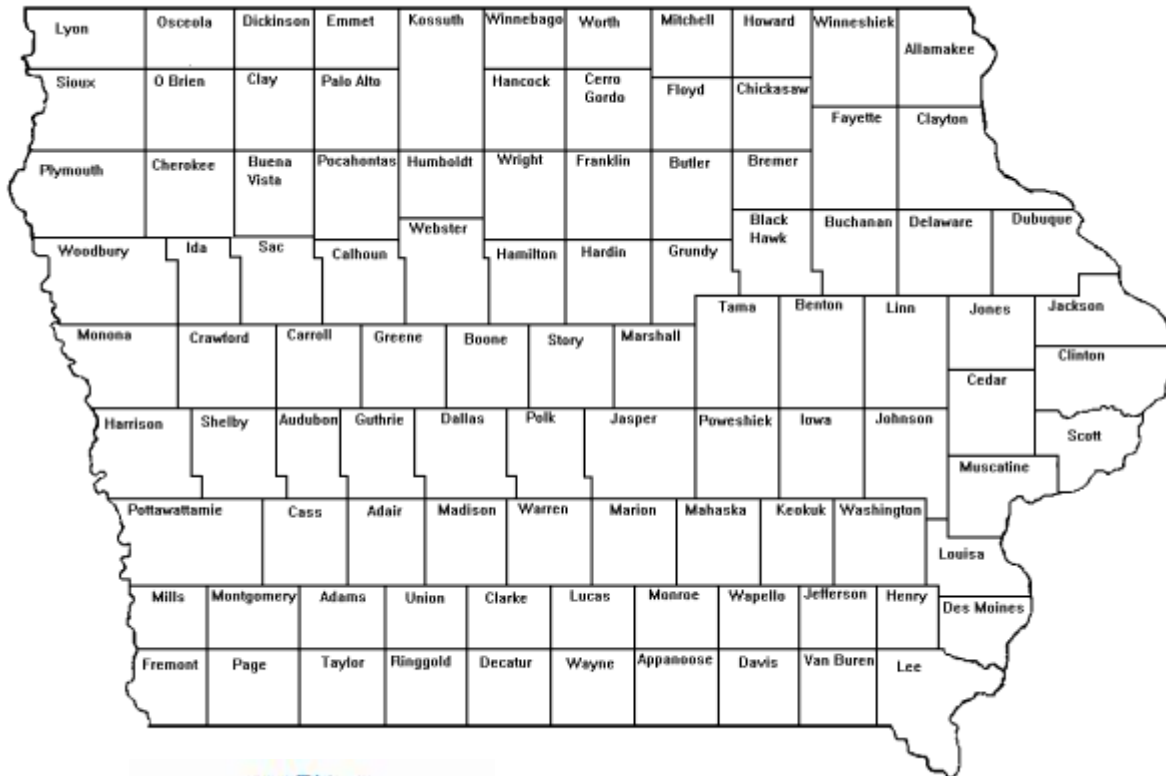 Lyon
Osceola
Dickinson
Emmet
Kossuth
Winnebago
Worth
Mitchell
Howard
Winneshiek
Allamakee
Sioux
O Brien
Clay
Palo Alto
Hancock
Cerro
Gordo
Floyd
Chickasaw
Fayette
Clayton
Plymouth
Cherokee
Buena
Vista
Pocahontas
Humboldt
Wright
Franklin
Butler
Bremer
Woodbury
Ida
Sac
Calhoun
Webster
Hamilton
Hardin
Grundy
Black
Hawk
Buchanan
Delaware
Dubuque
Monona
Crawford
Carroll
Greene
Boone
Story
Marshall
Tama
Benton
Linn
Jones
Jackson
Clinton
Cedar
Harrison
Shelby
Audubon
Guthrie
Dallas
Polk
Jasper
Poweshiek
Iowa
Johnson
Scott
Muscatine
Pottawattamie
Cass
Adair
Madison
Warren
Marion
Mahaska
Keokuk
Washington
Louisa
Mills
Montgomery
Adams
Union
Clarke
Lucas
Monroe
Wapello
Jefferson
Henry
Des Moines
Fremont
Page
Taylor
Ringgold
Decatur
Wayne
Appanoose
Davis
Van Buren
Lee